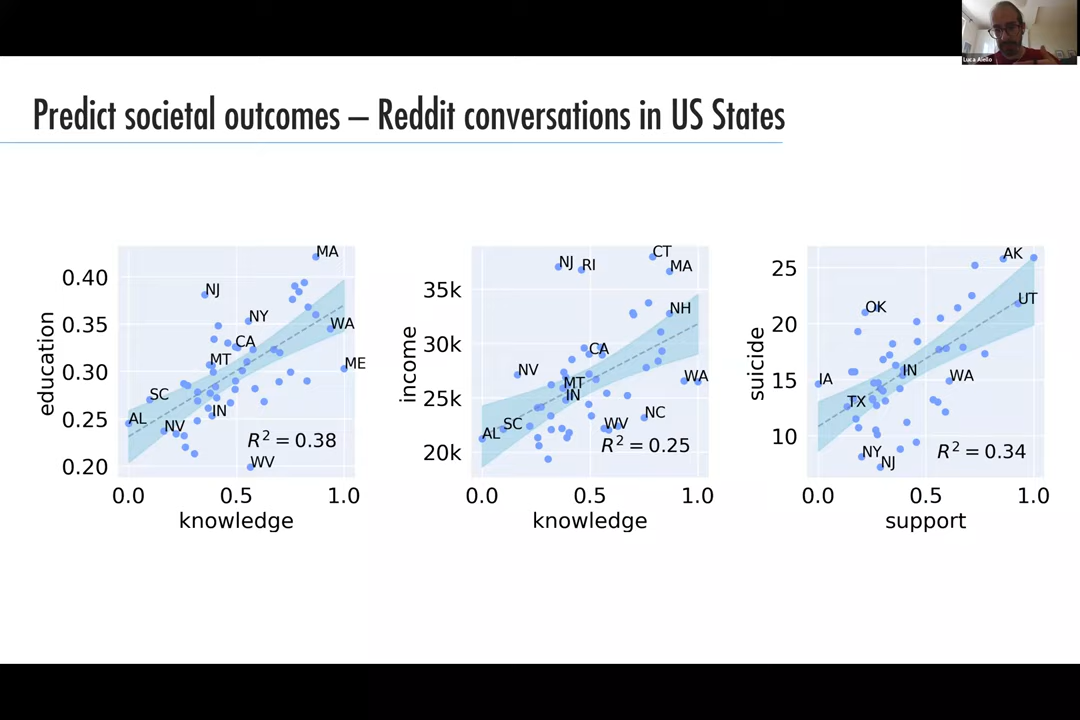 Luca Aiello
Predict societal outcomes – Reddit conversations in US States
education
0.40
0.35
0.30
0.25
0.20
MA
NJ
NY
WA
CA
MT
ME
SC
IN
AL
NV
R² = 0.38
WV
0.0 0.5 1.0
knowledge
income
35k
30k
25k
20k
CT
NJ RI
MA
NH
CA
NV
WA
MT
IN
NC
SC
WV
AL
R² = 0.25
0.0 0.5 1.0
knowledge
suicide
25
20
15
10
AK
UT
OK
IN
IA
WA
TX
NY
R² = 0.34
NJ
0.0 0.5 1.0
support